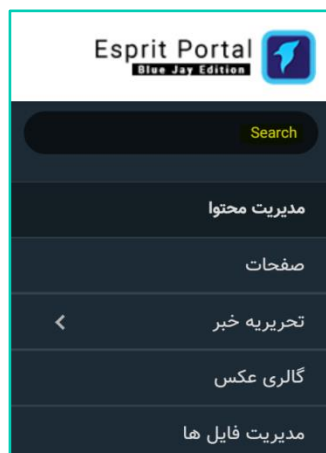 Esprit Portal
Blue Jay Edition
Search
مدیریت محتوا
صفحات
تحریریه خبر
گالری عکس
مدیریت فایل ها